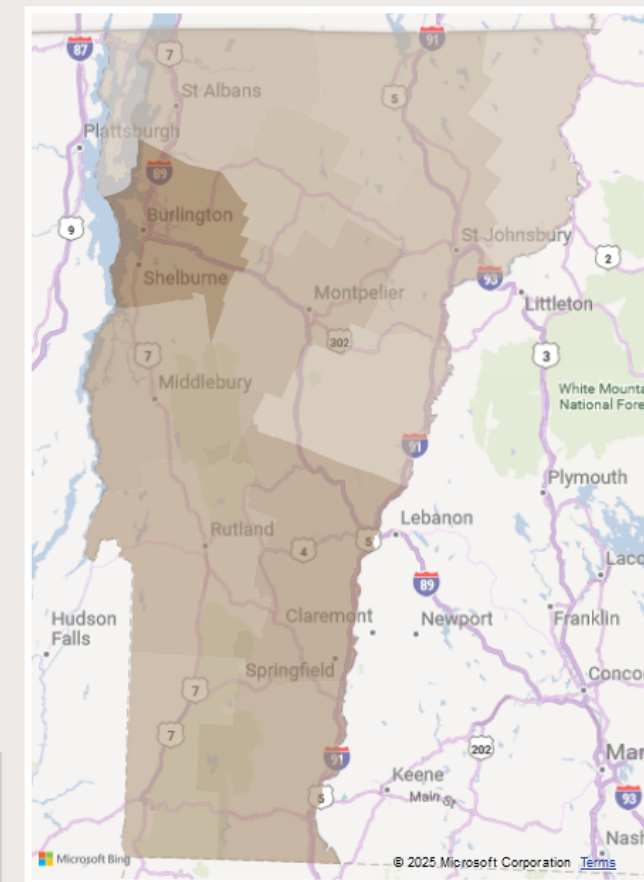 87
91
7
St Albans
5
Plattsburgh
89
9
Burlington
St Johnsbury
2
Shelburne
93
Montpelier
Littleton
302
7
3
Middlebury
White Mounta
National Fore
91
Plymouth
Lebanon
Rutland
5
4
Laco
89
Hudson
Falls
Claremont
Newport
Franklin
Springfield
Conco
7
7
202
91
Mar
Keene
5
Main St
93
Nash
Microsoft Bing
© 2025 Microsoft Corporation Terms